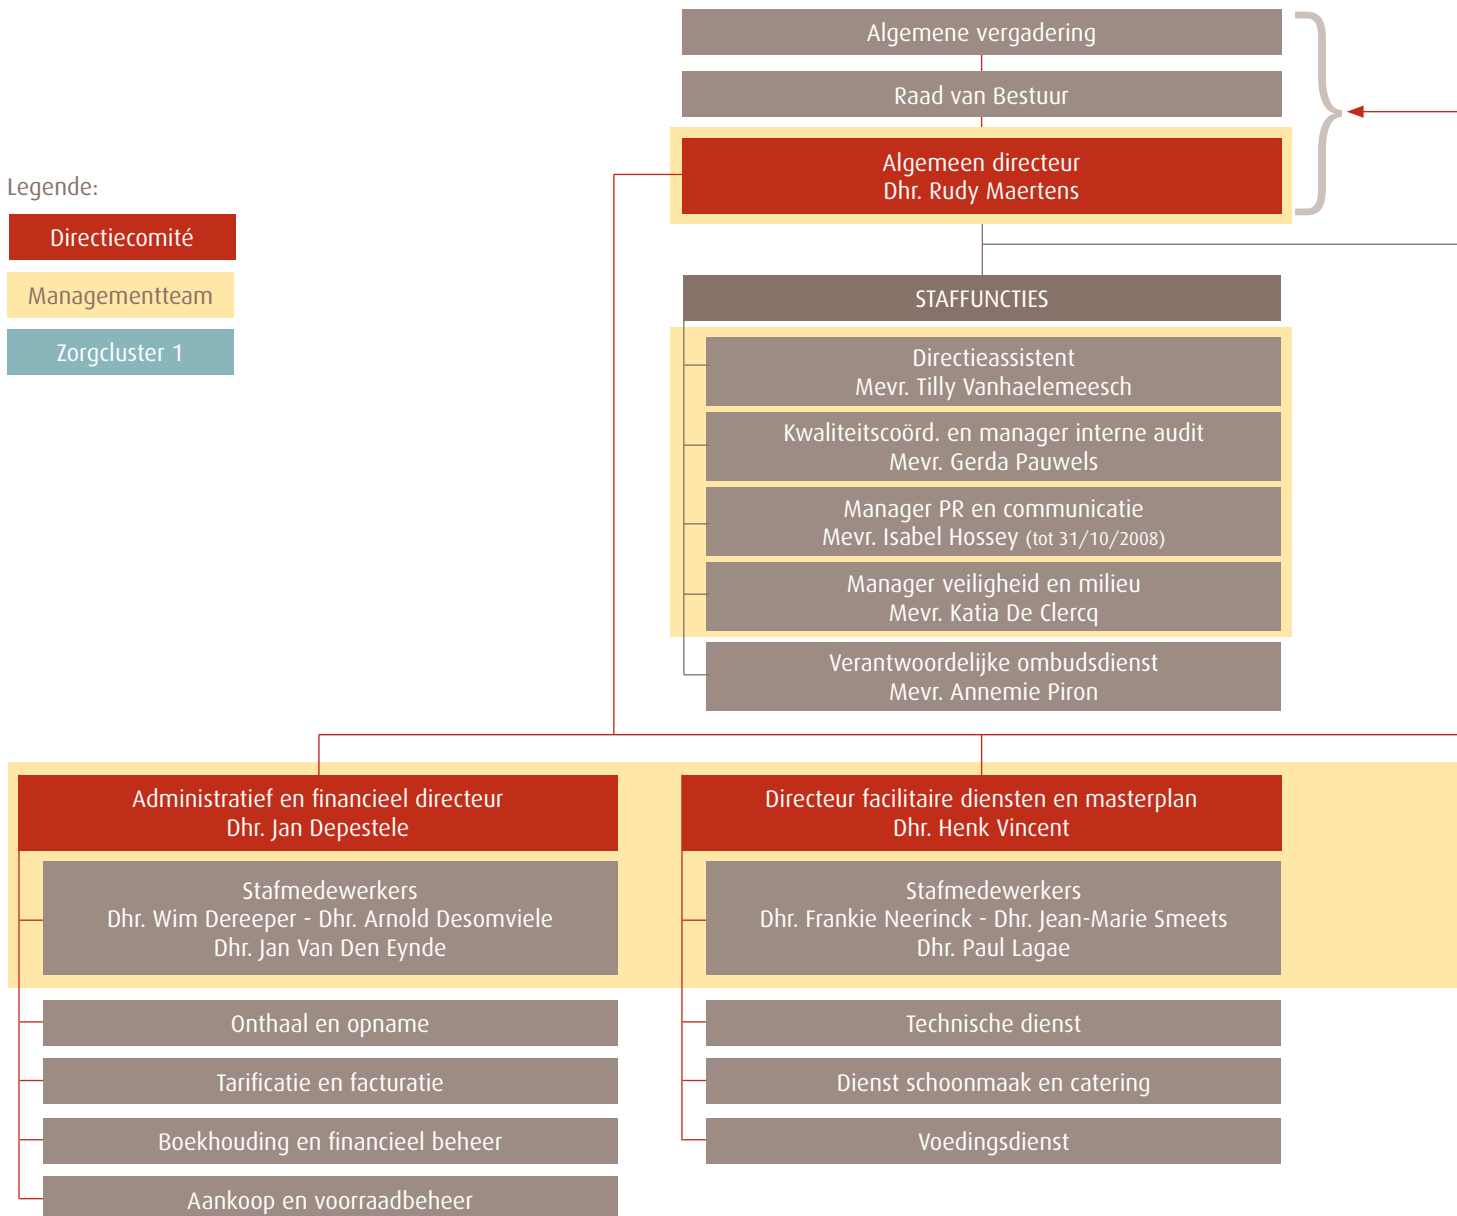 Algemene vergadering
Raad van Bestuur
Algemeen directeur
Dhr. Rudy Maertens
Legende:
Directiecomité
Managementteam
Zorgcluster 1
STAFFUNCTIES
Directieassistent
Mevr. Tilly Vanhaelemeesch
Kwaliteitscoörd. en manager interne audit
Mevr. Gerda Pauwels
Manager PR en communicatie
Mevr. Isabel Hossey (tot 31/10/2008)
Manager veiligheid en milieu
Mevr. Katia De Clercq
Verantwoordelijke ombudsdienst
Mevr. Annemie Piron
Administratief en financieel directeur
Dhr. Jan Depestele
Stafmedewerkers
Dhr. Wim Dereeper - Dhr. Arnold Desomviele
Dhr. Jan Van Den Eynde
Onthaal en opname
Tarificatie en facturatie
Boekhouding en financieel beheer
Aankoop en voorraadbeheer
Directeur facilitaire diensten en masterplan
Dhr. Henk Vincent
Stafmedewerkers
Dhr. Frankie Neerinck - Dhr. Jean-Marie Smeets
Dhr. Paul Lagae
Technische dienst
Dienst schoonmaak en catering
Voedingsdienst